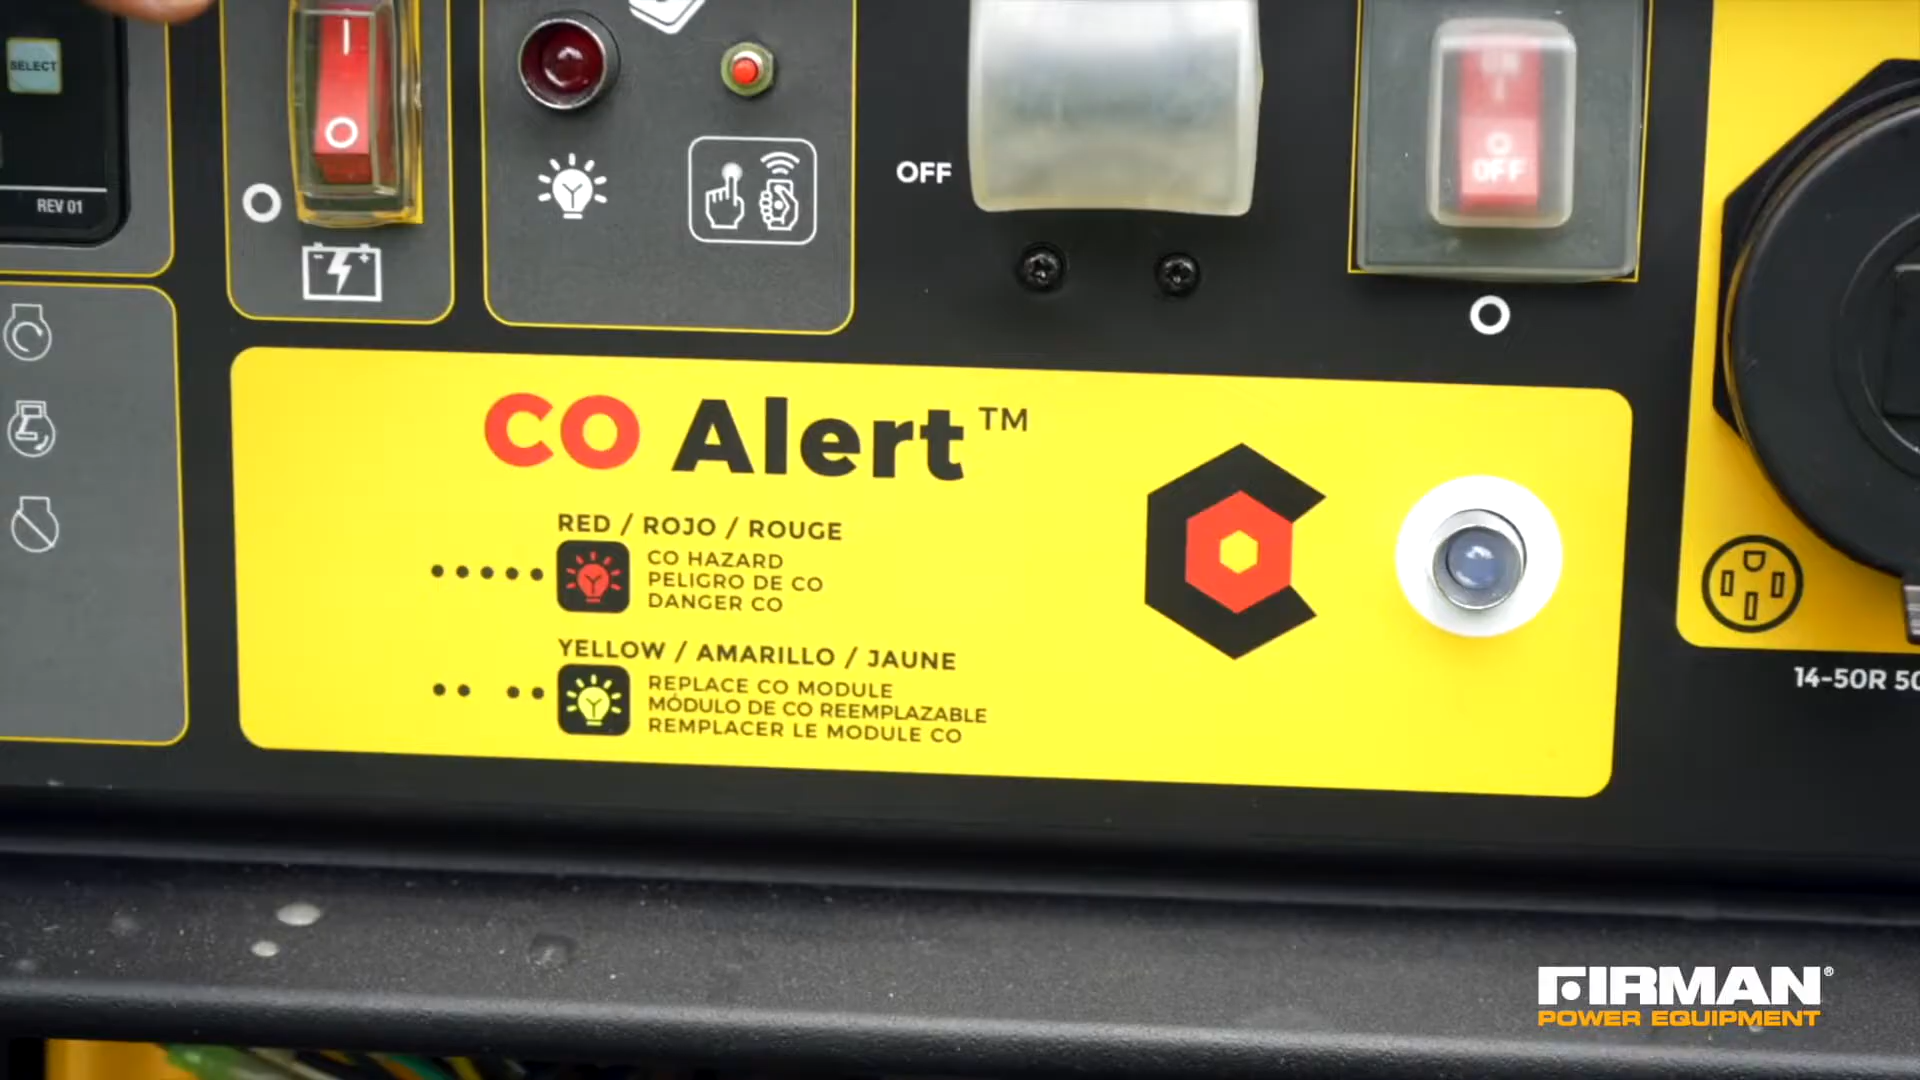 SELECT
REV 01
OFF
ON
OFF
CO Alert™
RED / ROJO / ROUGE
CO HAZARD
PELIGRO DE CO
DANGER CO
YELLOW / AMARILLO / JAUNE
REPLACE CO MODULE
MÓDULO DE CO REEMPLAZABLE
REMPLACER LE MODULE CO
14-50R 50
FIRMAN®
POWER EQUIPMENT